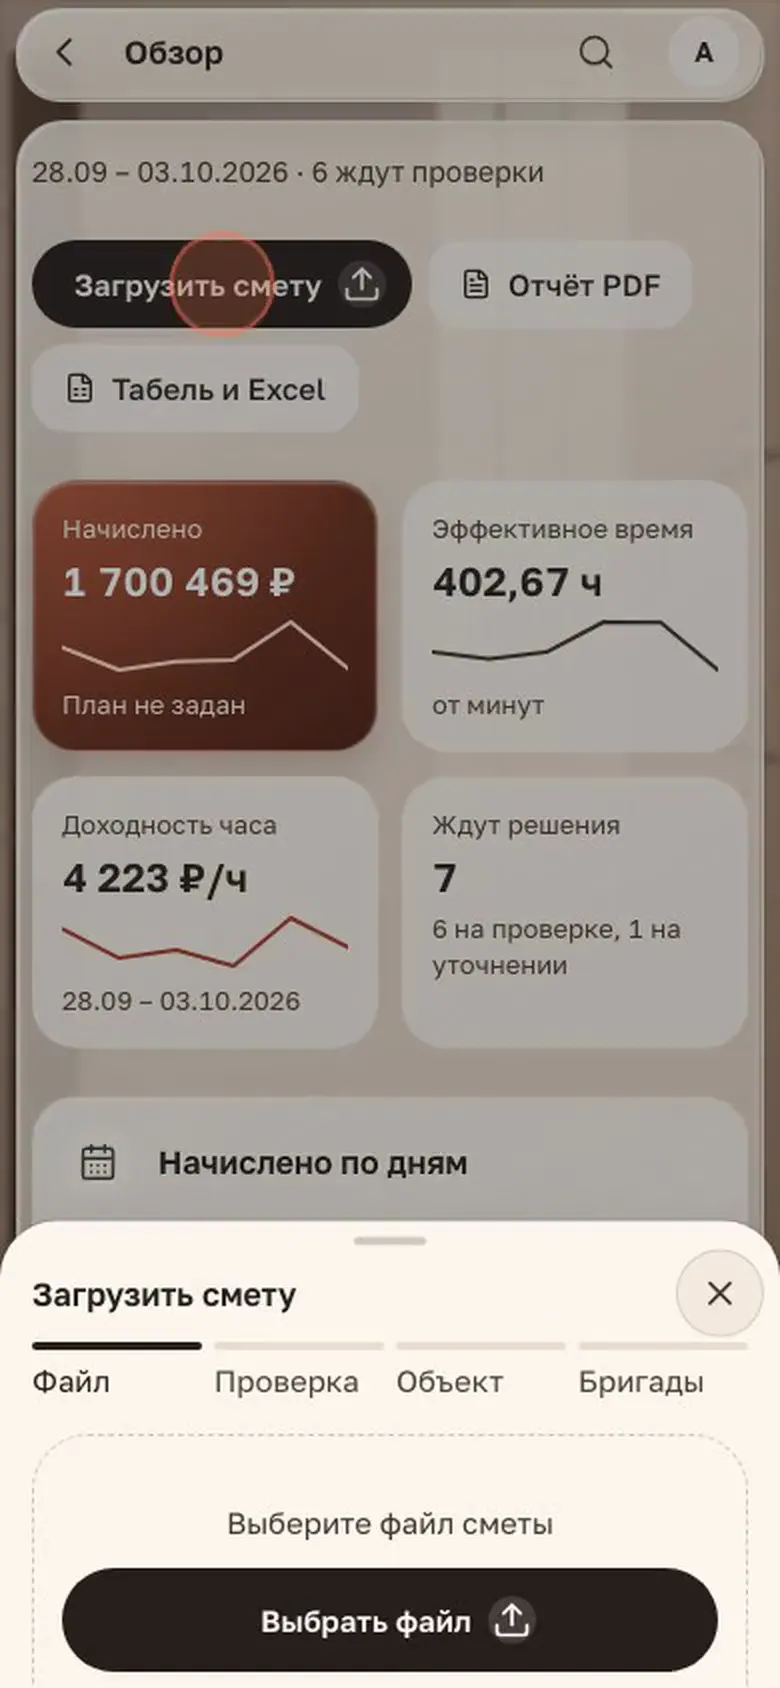 Обзор
А
28.09 – 03.10.2026 · 6 ждут проверки
Загрузить смету
Отчёт PDF
Табель и Excel
Начислено
1 700 469 ₽
План не задан
Эффективное время
402,67 ч
от минут
Доходность часа
4 223 ₽/ч
28.09 – 03.10.2026
Ждут решения
7
6 на проверке, 1 на
уточнении
Начислено по дням
Загрузить смету
Файл
Проверка
Объект
Бригады
Выберите файл сметы
Выбрать файл